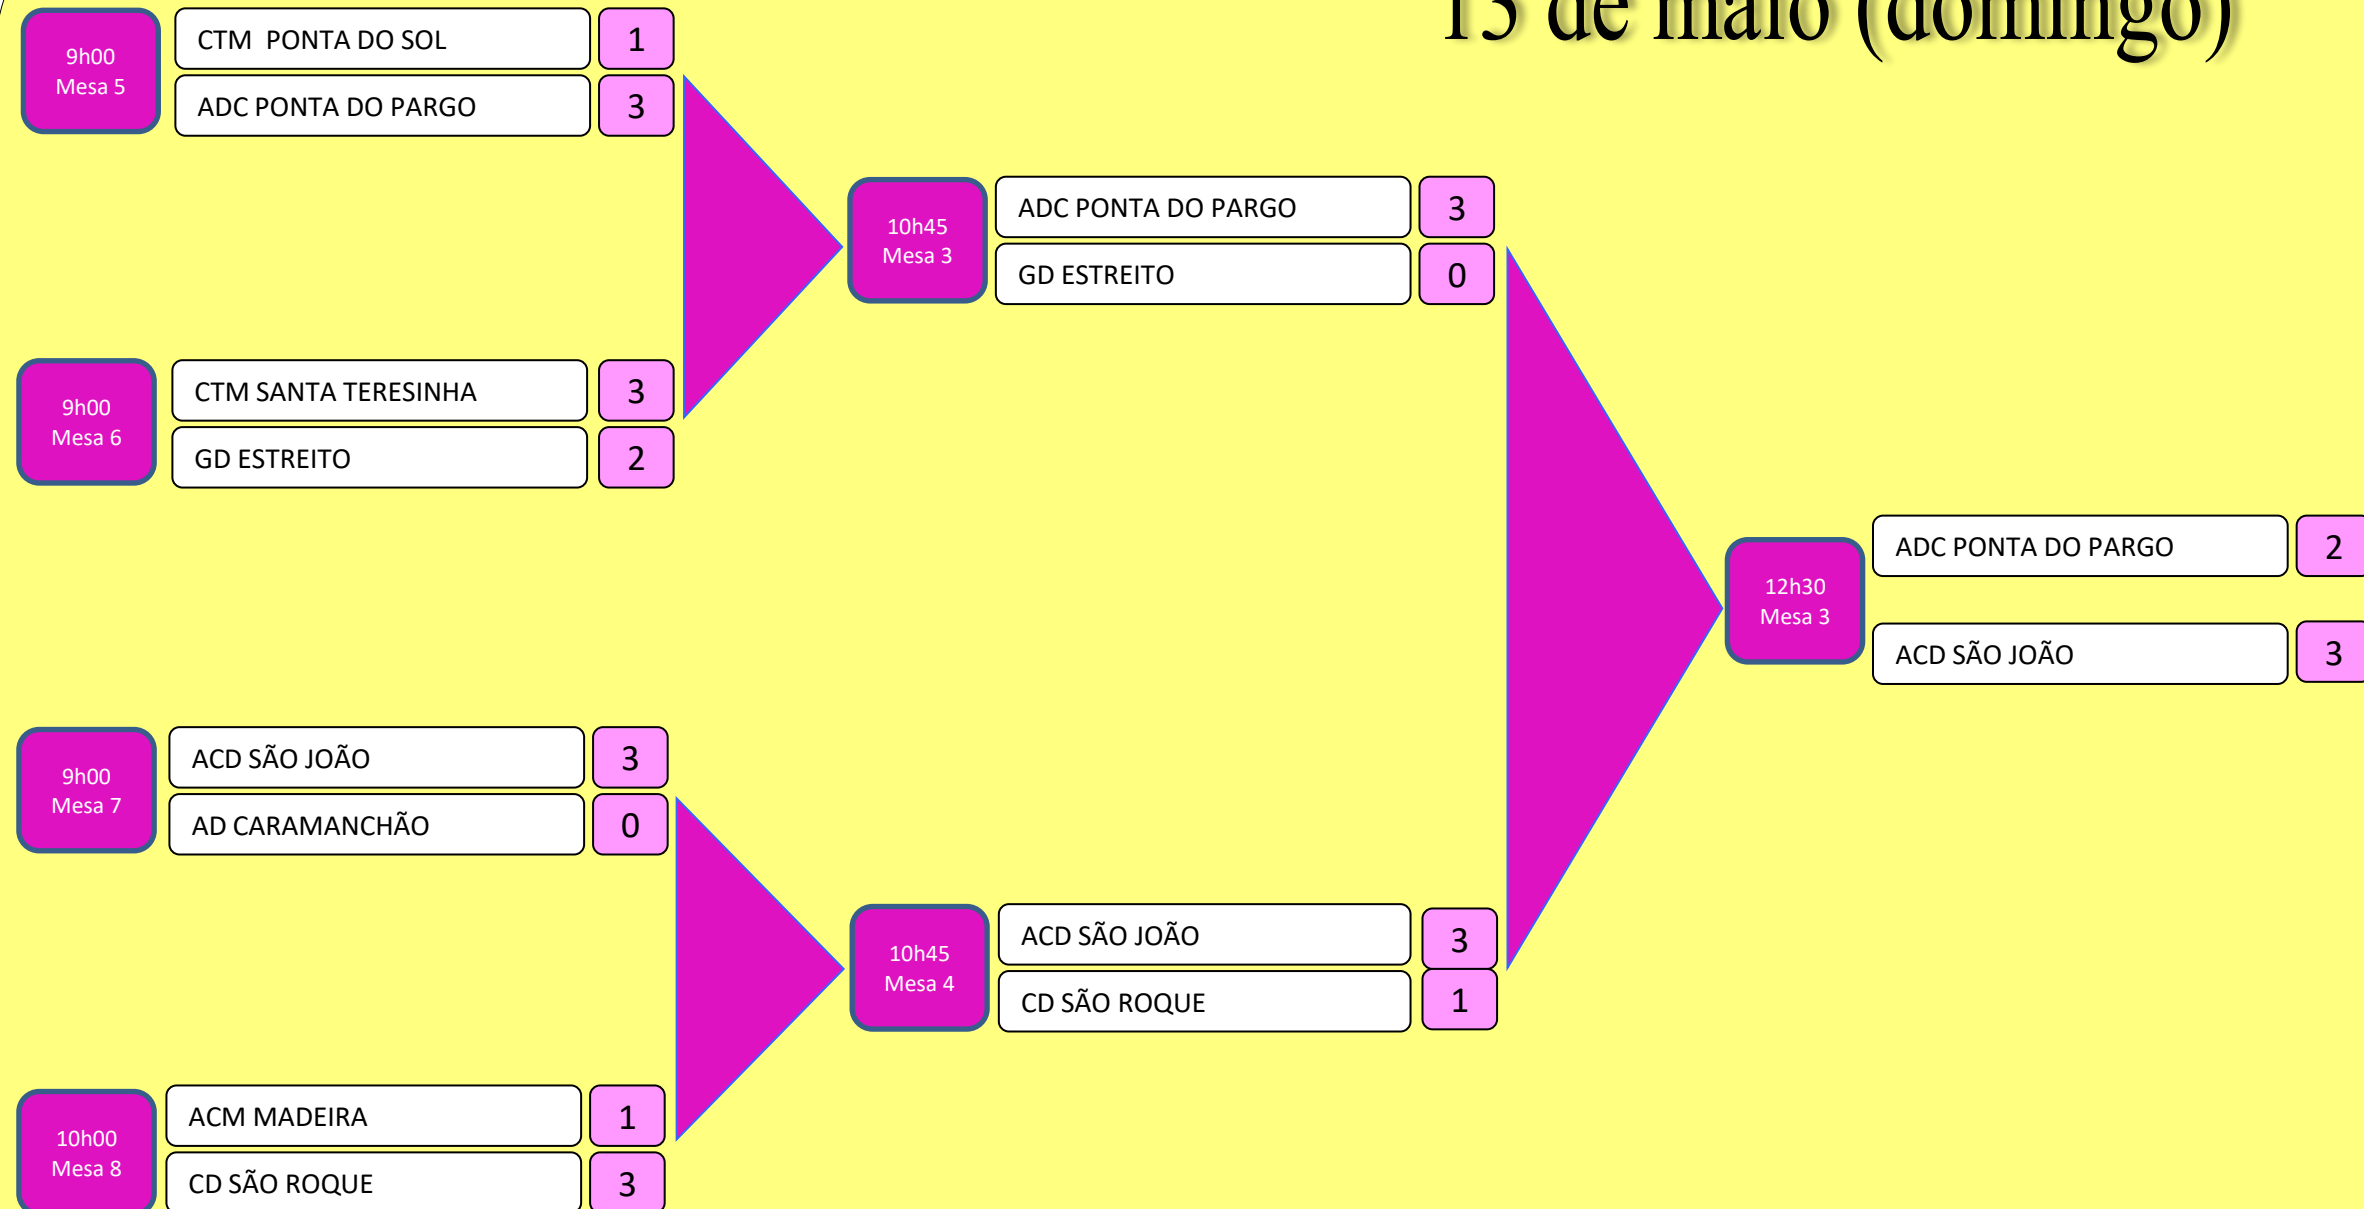 13 de maio (domingo)
9h00
Mesa 5
CTM PONTA DO SOL 1
ADC PONTA DO PARGO 3
10h45
Mesa 3
ADC PONTA DO PARGO 3
GD ESTREITO 0
9h00
Mesa 6
CTM SANTA TERESINHA 3
GD ESTREITO 2
12h30
Mesa 3
ADC PONTA DO PARGO 2
ACD SÃO JOÃO 3
9h00
Mesa 7
ACD SÃO JOÃO 3
AD CARAMANCHÃO 0
10h45
Mesa 4
ACD SÃO JOÃO 3
CD SÃO ROQUE 1
10h00
Mesa 8
ACM MADEIRA 1
CD SÃO ROQUE 3